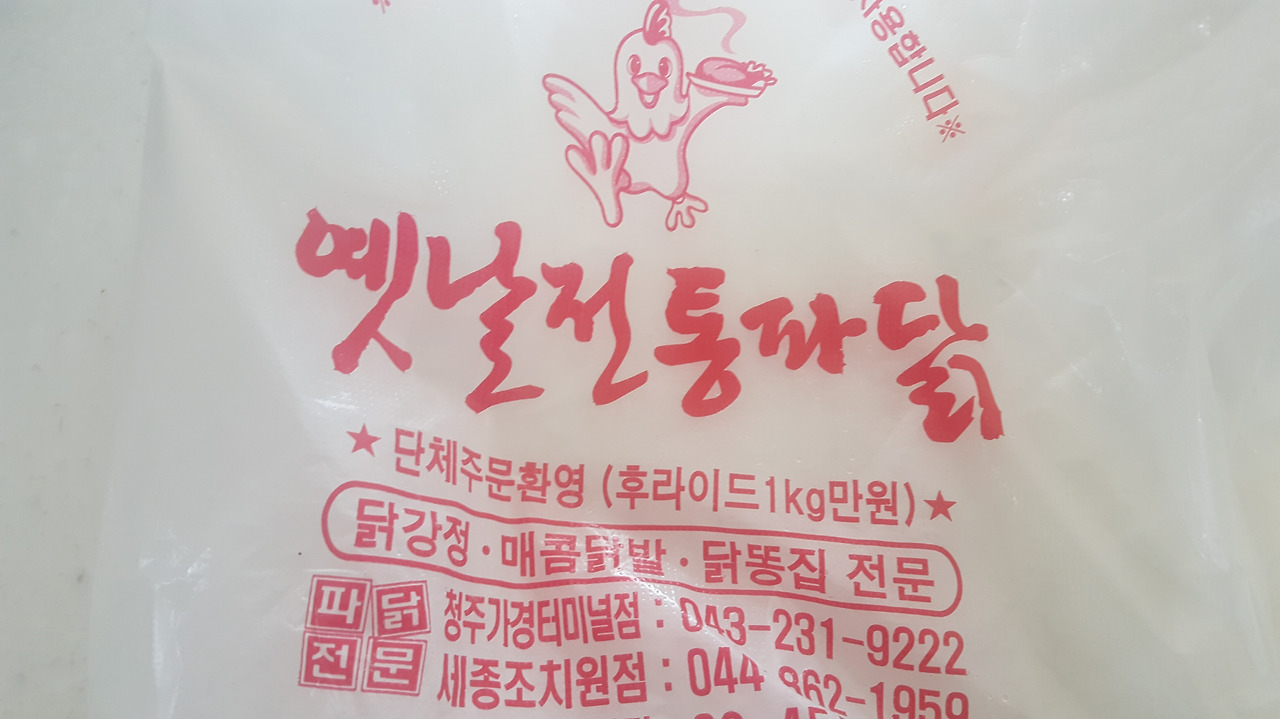 사용합니다※
옛날전통파닭
★ 단체주문환영 (후라이드1kg만원)★
닭강정·매콤닭발·닭똥집 전문
파닭
전문
청주가경터미널점 : 043-231-9222
세종조치원점 : 044 862-1959